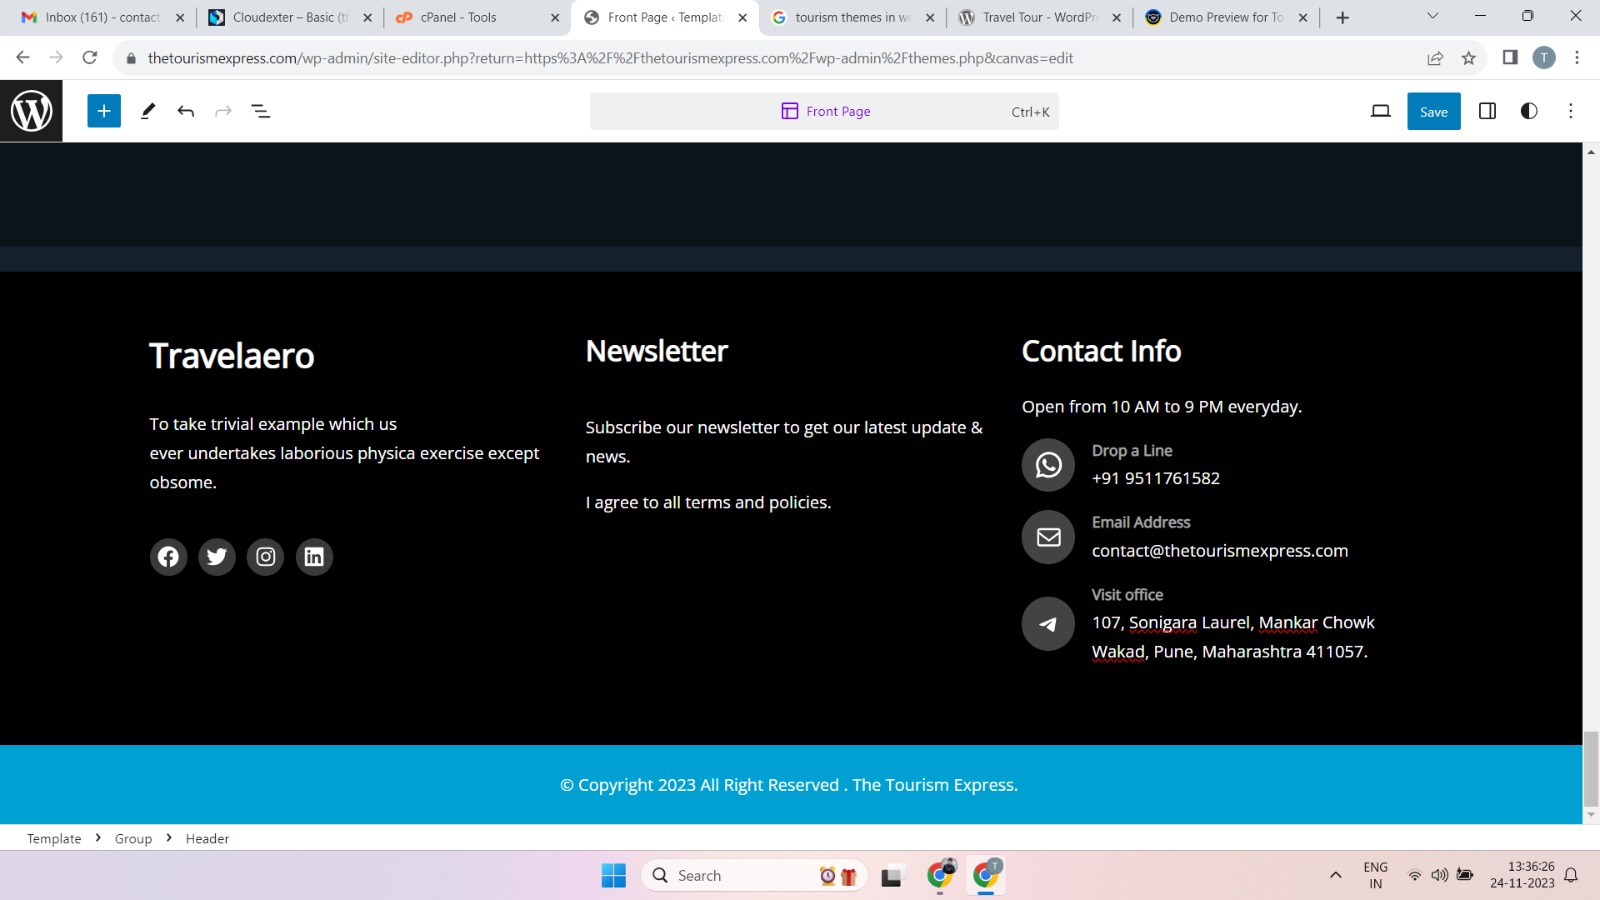 Inbox (161) - contact
Cloudexter – Basic (th
cPanel - Tools
Front Page ‹ Templat
tourism themes in wo
Travel Tour - WordPr
Demo Preview for To
thetourismexpress.com/wp-admin/site-editor.php?return=https%3A%2F%2Fthetourismexpress.com%2Fwp-admin%2Fthemes.php&canvas=edit
T
Front Page
Ctrl+K
Save
Travelaero
To take trivial example which us
ever undertakes laborious physica exercise except
obsome.
Newsletter
Subscribe our newsletter to get our latest update &
news.
I agree to all terms and policies.
Contact Info
Open from 10 AM to 9 PM everyday.
Drop a Line
+91 9511761582
Email Address
contact@thetourismexpress.com
Visit office
107, Sonigara Laurel, Mankar Chowk
Wakad, Pune, Maharashtra 411057.
© Copyright 2023 All Right Reserved . The Tourism Express.
Template > Group > Header
Search
T
ENG
IN
13:36:26
24-11-2023